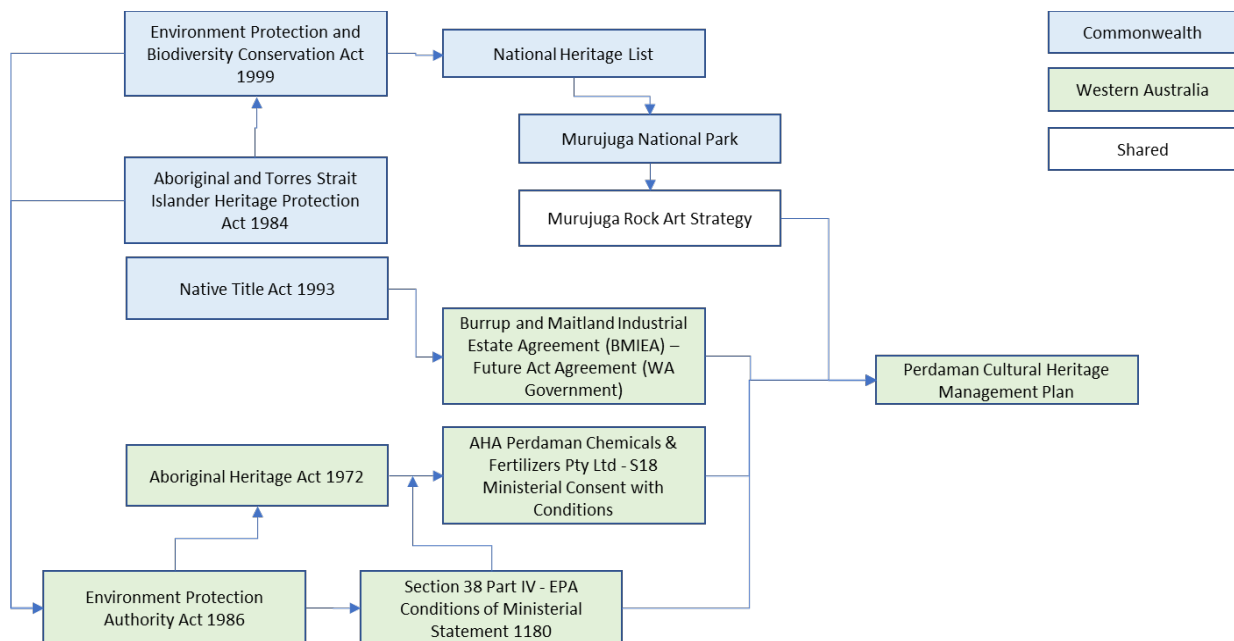 Environment Protection and
Biodiversity Conservation Act
1999
National Heritage List
Commonwealth
Western Australia
Shared
Murujuga National Park
Aboriginal and Torres Strait
Islander Heritage Protection
Act 1984
Murujuga Rock Art Strategy
Native Title Act 1993
Burrup and Maitland Industrial
Estate Agreement (BMIEA) –
Future Act Agreement (WA
Government)
Perdaman Cultural Heritage
Management Plan
Aboriginal Heritage Act 1972
AHA Perdaman Chemicals &
Fertilizers Pty Ltd - S18
Ministerial Consent with
Conditions
Environment Protection
Authority Act 1986
Section 38 Part IV - EPA
Conditions of Ministerial
Statement 1180